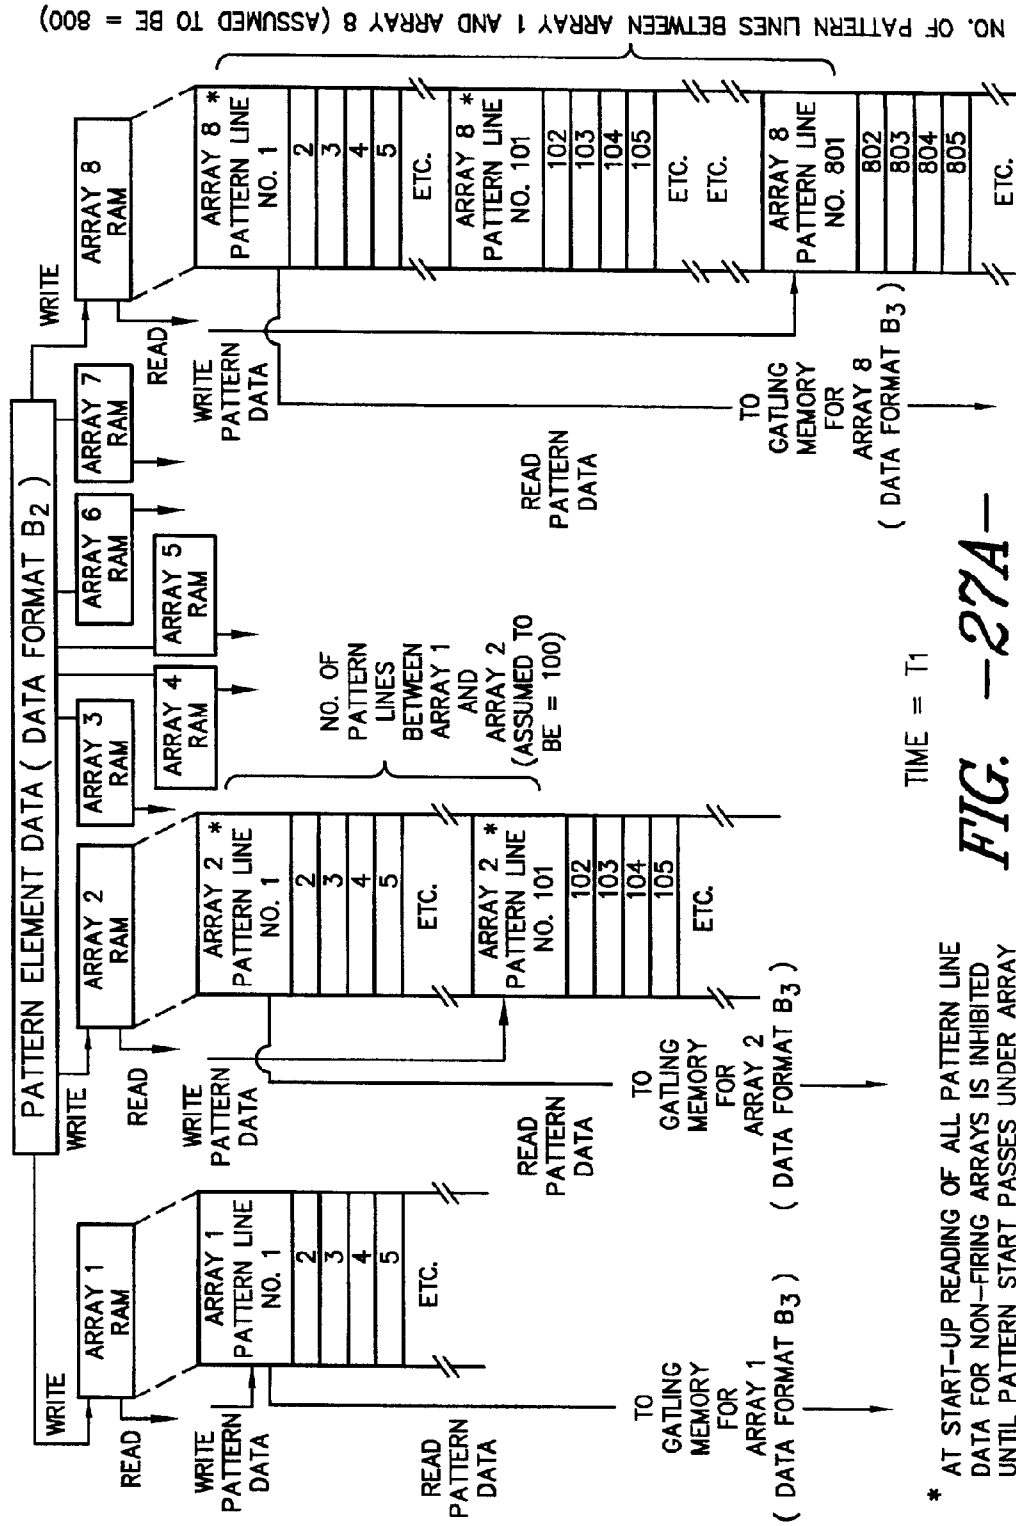 PATTERN ELEMENT DATA ( DATA FORMAT B2 )
WRITE
ARRAY 1
RAM
READ
WRITE
PATTERN
DATA
ARRAY 1
PATTERN LINE
NO. 1
2
3
4
5
ETC.
READ
PATTERN
DATA
TO
GATLING
MEMORY
FOR
ARRAY 1
( DATA FORMAT B3 )
WRITE
ARRAY 2
RAM
READ
WRITE
PATTERN
DATA
ARRAY 2 *
PATTERN LINE
NO. 1
2
3
4
5
ETC.
ARRAY 2 *
PATTERN LINE
NO. 101
102
103
104
105
ETC.
READ
PATTERN
DATA
TO
GATLING
MEMORY
FOR
ARRAY 2
( DATA FORMAT B3 )
NO. OF
PATTERN
LINES
BETWEEN
ARRAY 1
AND
ARRAY 2
(ASSUMED TO
BE = 100)
ARRAY 3
RAM
ARRAY 4
RAM
ARRAY 5
RAM
ARRAY 6
RAM
ARRAY 7
RAM
WRITE
ARRAY 8
RAM
READ
WRITE
PATTERN
DATA
ARRAY 8 *
PATTERN LINE
NO. 1
2
3
4
5
ETC.
ARRAY 8 *
PATTERN LINE
NO. 101
102
103
104
105
ETC.
ETC.
ARRAY 8
PATTERN LINE
NO. 801
802
803
804
805
ETC.
READ
PATTERN
DATA
TO
GATLING
MEMORY
FOR
ARRAY 8
( DATA FORMAT B3 )
NO. OF PATTERN LINES BETWEEN ARRAY 1 AND ARRAY 8 (ASSUMED TO BE = 800)
* AT START-UP READING OF ALL PATTERN LINE
DATA FOR NON-FIRING ARRAYS IS INHIBITED
UNTIL PATTERN START PASSES UNDER ARRAY
TIME = T1
FIG. -27A-